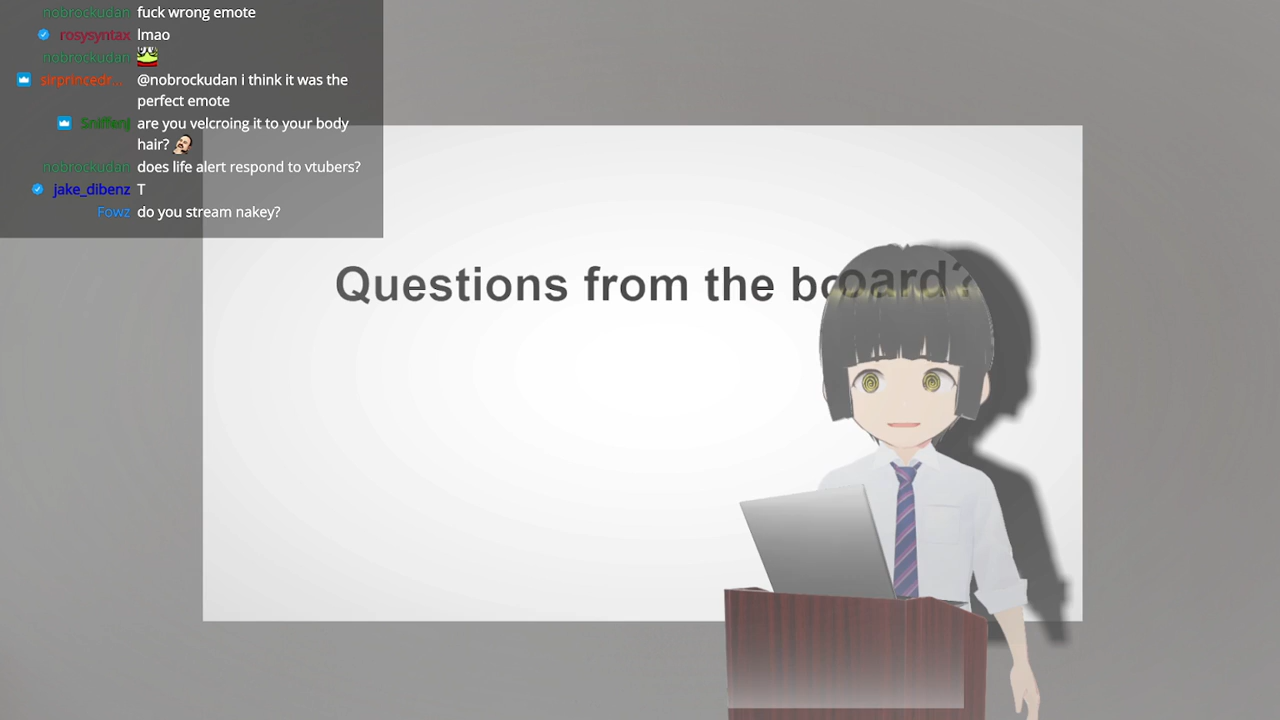 nobrockudan fuck wrong emote
rosysyntax lmao
nobrockudan
sirprincedr... @nobrockudan i think it was the
perfect emote
Sniffenj are you velcroing it to your body
hair?
nobrockudan does life alert respond to vtubers?
jake_dibenz T
Fowz do you stream nakey?
Questions from the board?